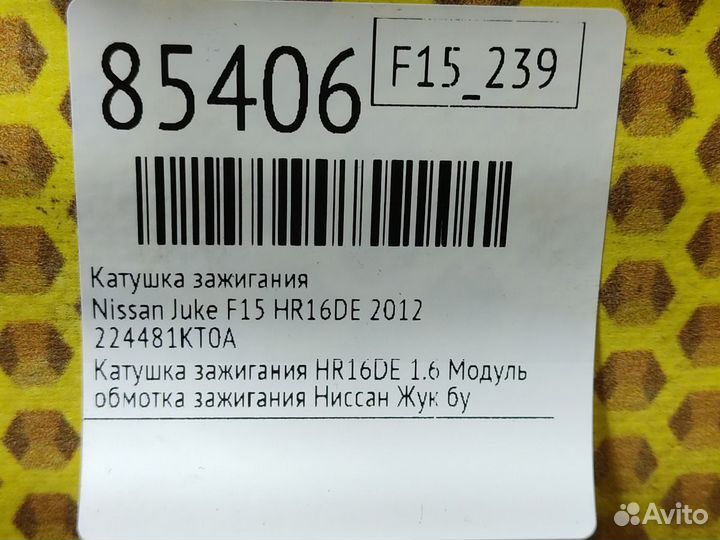 85406
F15_239
Катушка зажигания
Nissan Juke F15 HR16DE 2012
224481KT0A
Катушка зажигания HR16DE 1.6 Модуль
обмотка зажигания Ниссан Жук бу
Avito